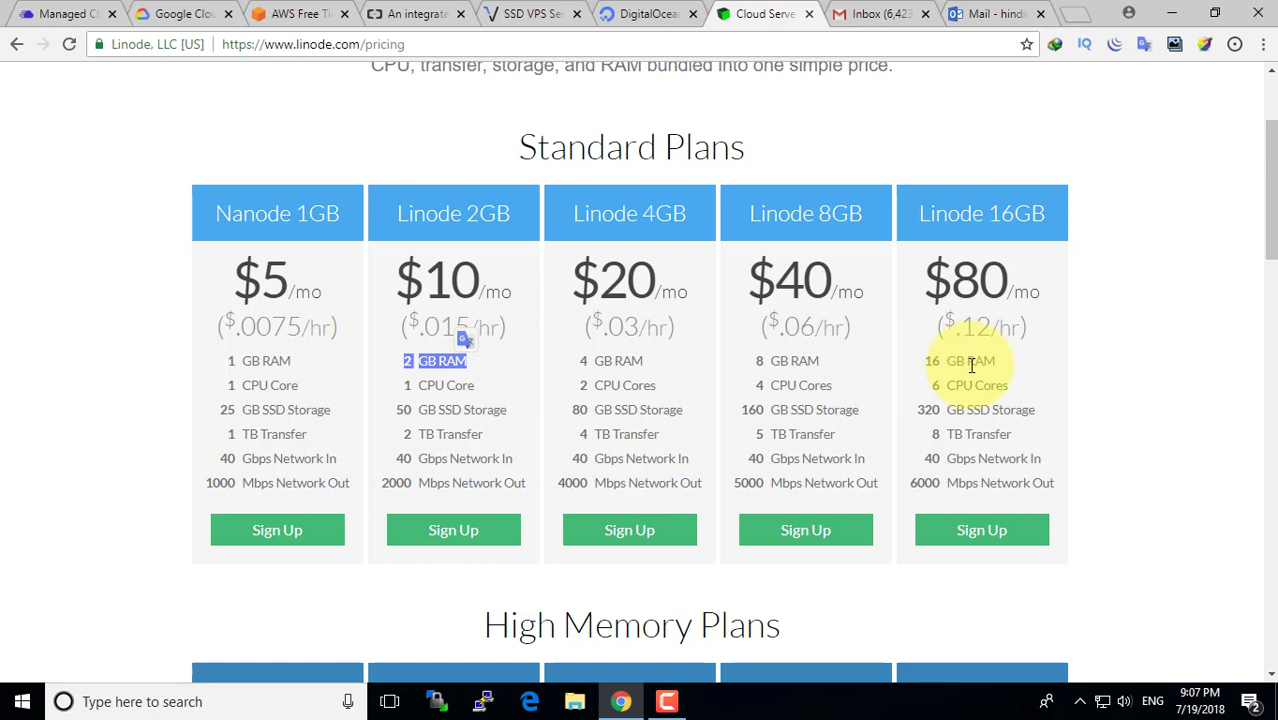 Managed C
Google Clou
AWS Free Ti
An integrate
SSD VPS Ser
DigitalOcea
Cloud Serve
Inbox (6,423
Mail - hindi
Linode, LLC [US] https://www.linode.com/pricing
CPU, transfer, storage, and RAM bundled into one simple price.
Standard Plans
Nanode 1GB
$5/mo
($.0075/hr)
1 GB RAM
1 CPU Core
25 GB SSD Storage
1 TB Transfer
40 Gbps Network In
1000 Mbps Network Out
Sign Up
Linode 2GB
$10/mo
($.015/hr)
2 GB RAM
1 CPU Core
50 GB SSD Storage
2 TB Transfer
40 Gbps Network In
2000 Mbps Network Out
Sign Up
Linode 4GB
$20/mo
($.03/hr)
4 GB RAM
2 CPU Cores
80 GB SSD Storage
4 TB Transfer
40 Gbps Network In
4000 Mbps Network Out
Sign Up
Linode 8GB
$40/mo
($.06/hr)
8 GB RAM
4 CPU Cores
160 GB SSD Storage
5 TB Transfer
40 Gbps Network In
5000 Mbps Network Out
Sign Up
Linode 16GB
$80/mo
($.12/hr)
16 GB RAM
6 CPU Cores
320 GB SSD Storage
8 TB Transfer
40 Gbps Network In
6000 Mbps Network Out
Sign Up
High Memory Plans
Type here to search
ENG
9:07 PM
7/19/2018
2